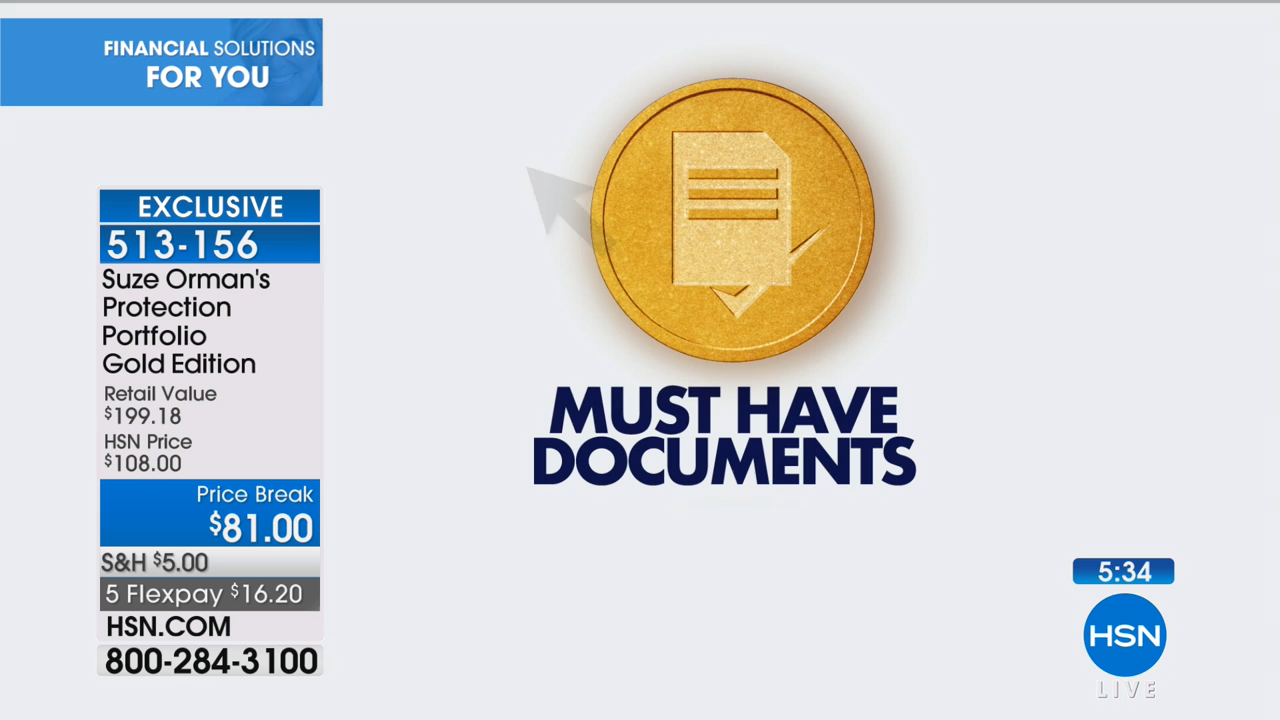 FINANCIAL SOLUTIONS
FOR YOU
EXCLUSIVE
513-156
Suze Orman's
Protection
Portfolio
Gold Edition
Retail Value
$199.18
HSN Price
$108.00
Price Break
$81.00
S&H $5.00
5 Flexpay $16.20
HSN.COM
800-284-3100
MUST HAVE
DOCUMENTS
5:34
HSN
LIVE